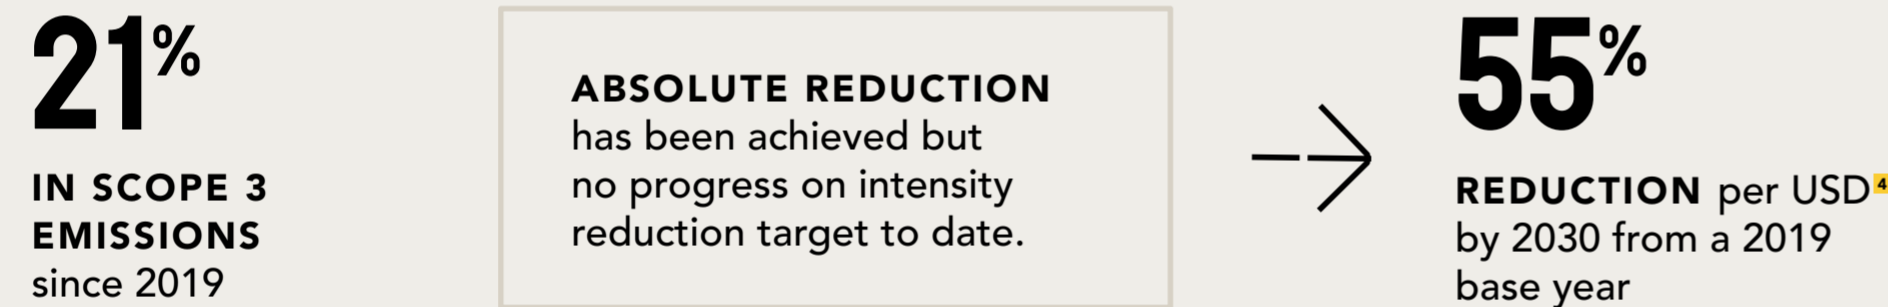 21%
IN SCOPE 3
EMISSIONS
since 2019
ABSOLUTE REDUCTION
has been achieved but
no progress on intensity
reduction target to date.
55%
REDUCTION per USD4
by 2030 from a 2019
base year